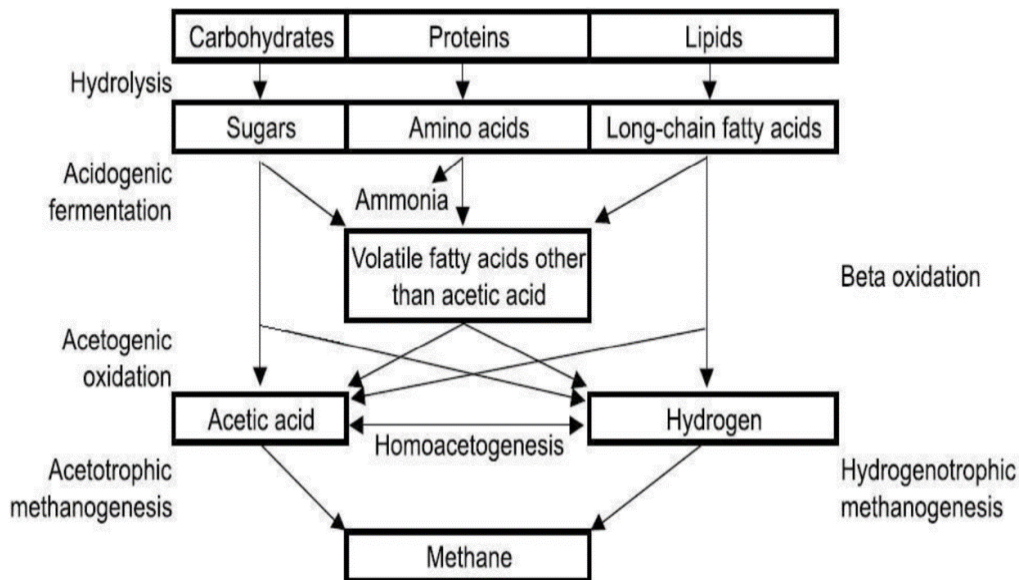 Carbohydrates
Proteins
Lipids
Hydrolysis
Sugars
Amino acids
Long-chain fatty acids
Acidogenic
fermentation
Ammonia
Volatile fatty acids other
than acetic acid
Beta oxidation
Acetogenic
oxidation
Acetic acid
Hydrogen
Homoacetogenesis
Acetotrophic
methanogenesis
Hydrogenotrophic
methanogenesis
Methane